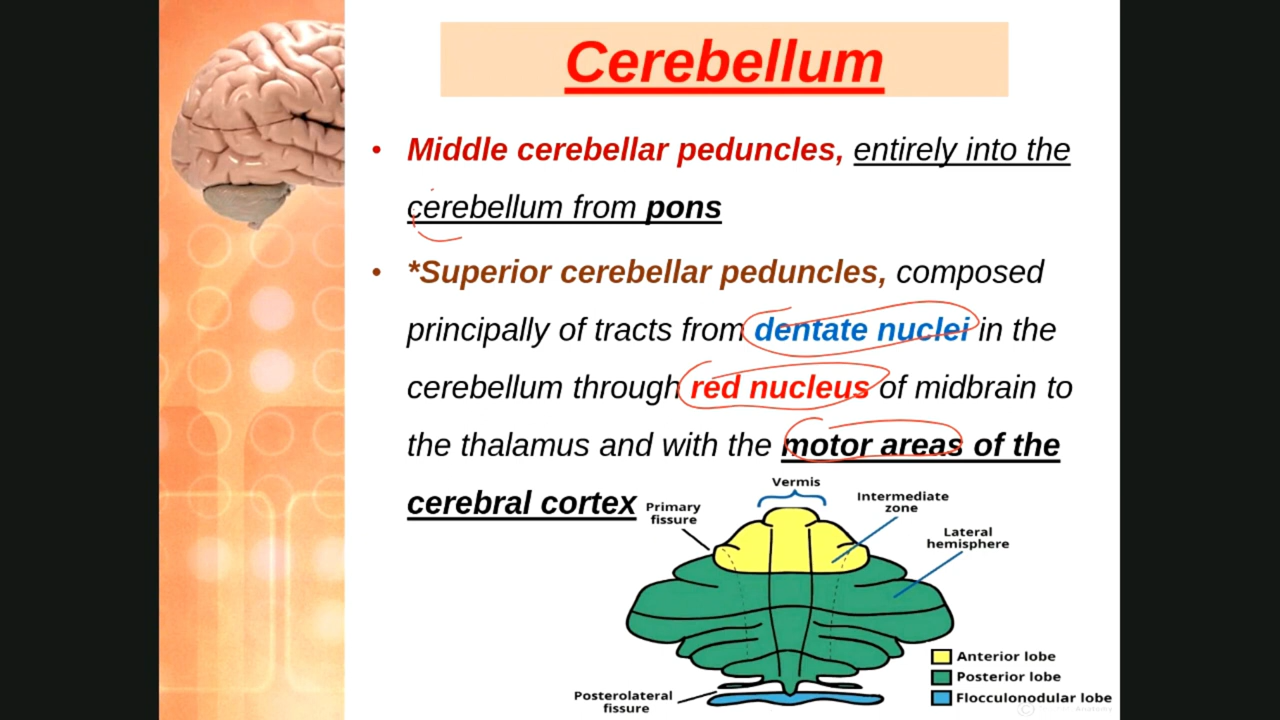 Cerebellum
• Middle cerebellar peduncles, entirely into the
cerebellum from pons
• *Superior cerebellar peduncles, composed
principally of tracts from dentate nuclei in the
cerebellum through red nucleus of midbrain to
the thalamus and with the motor areas of the
cerebral cortex
Vermis
Primary
fissure
Intermediate
zone
Lateral
hemisphere
Anterior lobe
Posterior lobe
Flocculonodular lobe
Posterolateral
fissure